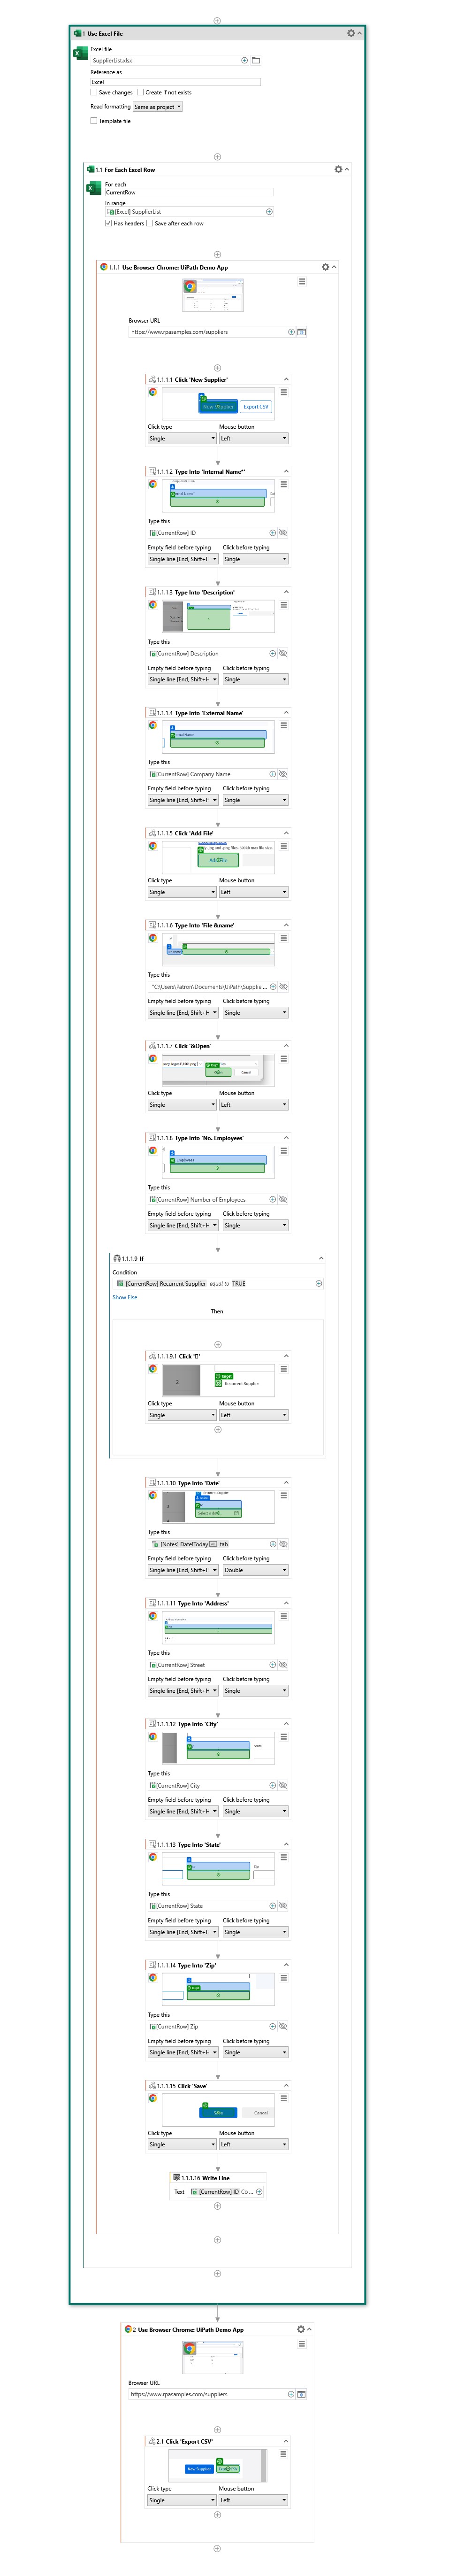 1 Use Excel File
Excel file
SupplierList.xlsx
Reference as
Excel
Save changes Create if not exists
Read formatting Same as project
Template file
1.1 For Each Excel Row
For each
CurrentRow
In range
[Excel] SupplierList
Has headers Save after each row
1.1.1 Use Browser Chrome: UiPath Demo App
Browser URL
https://www.rpasamples.com/suppliers
1.1.1.1 Click 'New Supplier'
New Supplier Export CSV
Click type Mouse button
Single Left
1.1.1.2 Type Into 'Internal Name*'
Type this
[CurrentRow] ID
Empty field before typing Click before typing
Single line [End, Shift+H Single
1.1.1.3 Type Into 'Description'
Type this
[CurrentRow] Description
Empty field before typing Click before typing
Single line [End, Shift+H Single
1.1.1.4 Type Into 'External Name'
Type this
[CurrentRow] Company Name
Empty field before typing Click before typing
Single line [End, Shift+H Single
1.1.1.5 Click 'Add File'
Add File
Click type Mouse button
Single Left
1.1.1.6 Type Into 'File &name'
Type this
"C:\Users\Patron\Documents\UiPath\Supplie ...
Empty field before typing Click before typing
Single line [End, Shift+H Single
1.1.1.7 Click '&Open'
Cancel
Click type Mouse button
Single Left
1.1.1.8 Type Into 'No. Employees'
Type this
[CurrentRow] Number of Employees
Empty field before typing Click before typing
Single line [End, Shift+H Single
1.1.1.9 If
Condition
[CurrentRow] Recurrent Supplier equal to TRUE
Show Else
Then
1.1.1.9.1 Click '▯'
Target
2 Recurrent Supplier
Click type Mouse button
Single Left
1.1.1.10 Type Into 'Date'
Type this
[Notes] Date!Today tab
Empty field before typing Click before typing
Single line [End, Shift+H Double
1.1.1.11 Type Into 'Address'
Type this
[CurrentRow] Street
Empty field before typing Click before typing
Single line [End, Shift+H Single
1.1.1.12 Type Into 'City'
Type this
[CurrentRow] City
Empty field before typing Click before typing
Single line [End, Shift+H Single
1.1.1.13 Type Into 'State'
Zip
Type this
[CurrentRow] State
Empty field before typing Click before typing
Single line [End, Shift+H Single
1.1.1.14 Type Into 'Zip'
Type this
[CurrentRow] Zip
Empty field before typing Click before typing
Single line [End, Shift+H Single
1.1.1.15 Click 'Save'
Cancel
Click type Mouse button
Single Left
1.1.1.16 Write Line
Text [CurrentRow] ID Co ...
2 Use Browser Chrome: UiPath Demo App
Browser URL
https://www.rpasamples.com/suppliers
2.1 Click 'Export CSV'
New Supplier
Click type Mouse button
Single Left